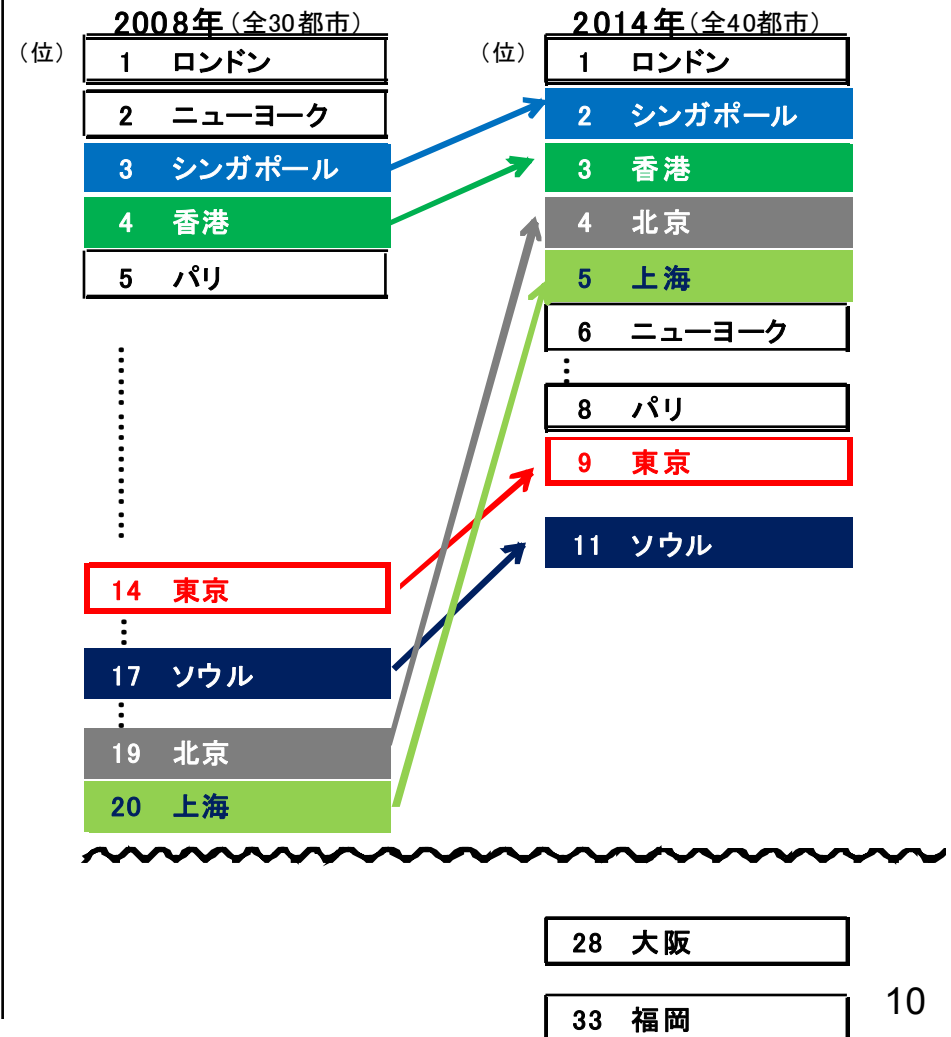 2008年(全30都市)
(位)
1 ロンドン
2 ニューヨーク
3 シンガポール
4 香港
5 パリ
14 東京
17 ソウル
19 北京
20 上海
2014年(全40都市)
(位)
1 ロンドン
2 シンガポール
3 香港
4 北京
5 上海
6 ニューヨーク
8 パリ
9 東京
11 ソウル
28 大阪
33 福岡
10